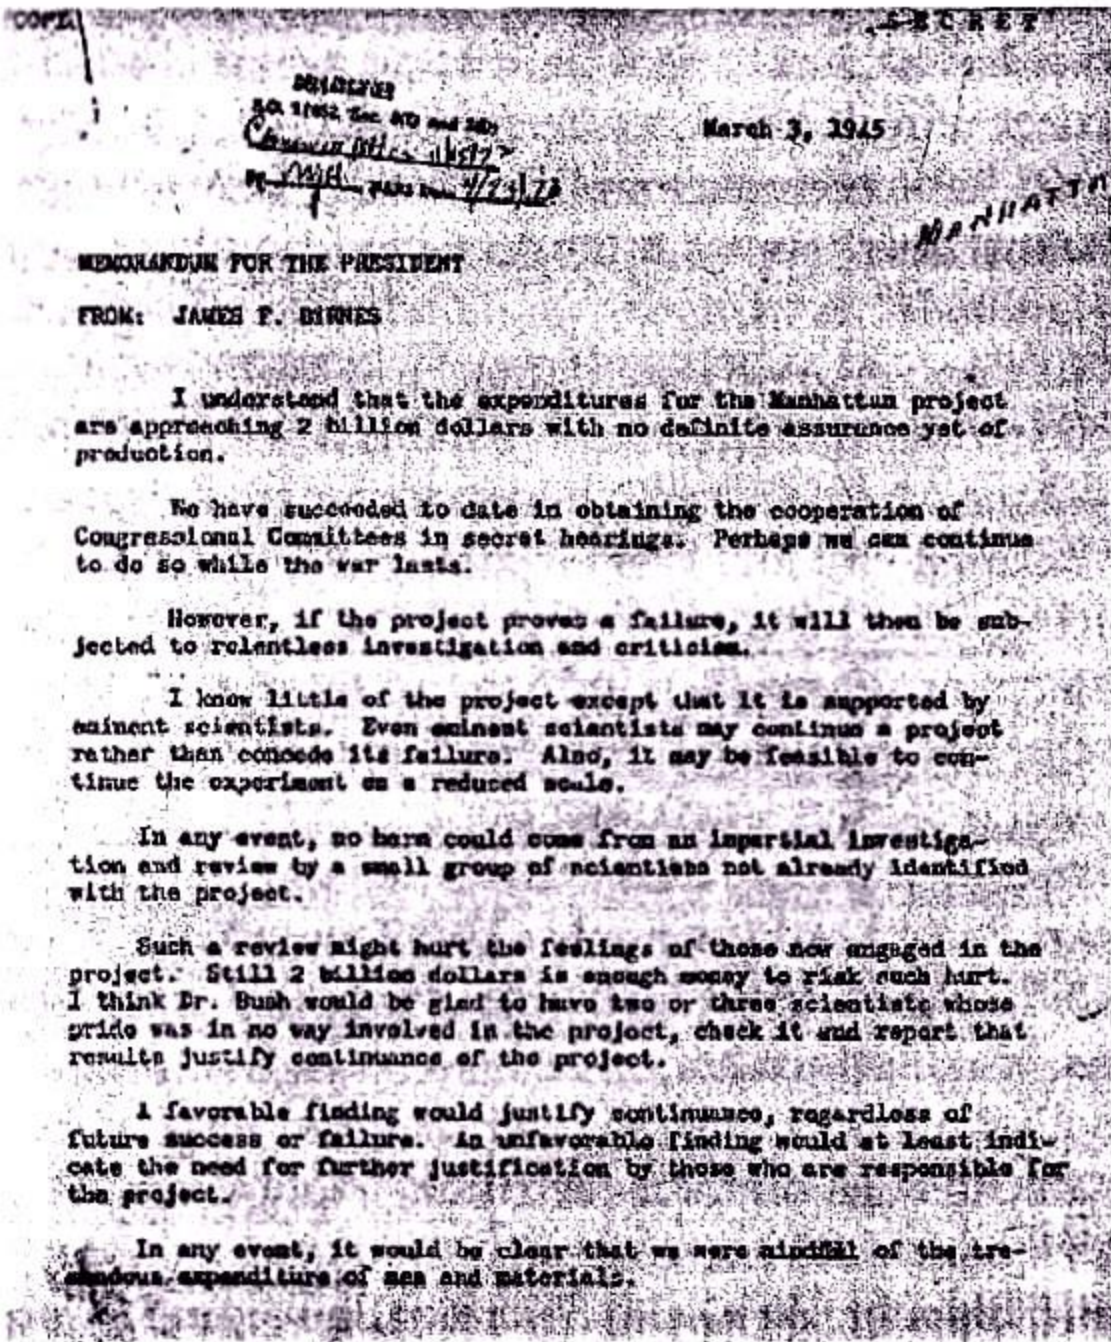 COPY
SECRET
DECLASSIFIED
E.O. 11652, Sec. 3(E) and 5(D)
March 3, 1945
MANHATTA
MEMORANDUM FOR THE PRESIDENT
FROM: JAMES F. BYRNES
I understand that the expenditures for the Manhattan project
are approaching 2 billion dollars with no definite assurance yet of
production.
We have succeeded to date in obtaining the cooperation of
Congressional Committees in secret hearings. Perhaps we can continue
to do so while the war lasts.
However, if the project proves a failure, it will then be sub-
jected to relentless investigation and criticism.
I know little of the project except that it is supported by
eminent scientists. Even eminent scientists may continue a project
rather than concede its failure. Also, it may be feasible to con-
tinue the experiment on a reduced scale.
In any event, no harm could come from an impartial investiga-
tion and review by a small group of scientists not already identified
with the project.
Such a review might hurt the feelings of those now engaged in the
project. Still 2 billion dollars is enough money to risk such hurt.
I think Dr. Bush would be glad to have two or three scientists whose
pride was in no way involved in the project, check it and report that
results justify continuance of the project.
A favorable finding would justify continuance, regardless of
future success or failure. An unfavorable finding would at least indi-
cate the need for further justification by those who are responsible for
the project.
In any event, it would be clear that we were mindful of the tre-
mendous expenditure of men and materials.